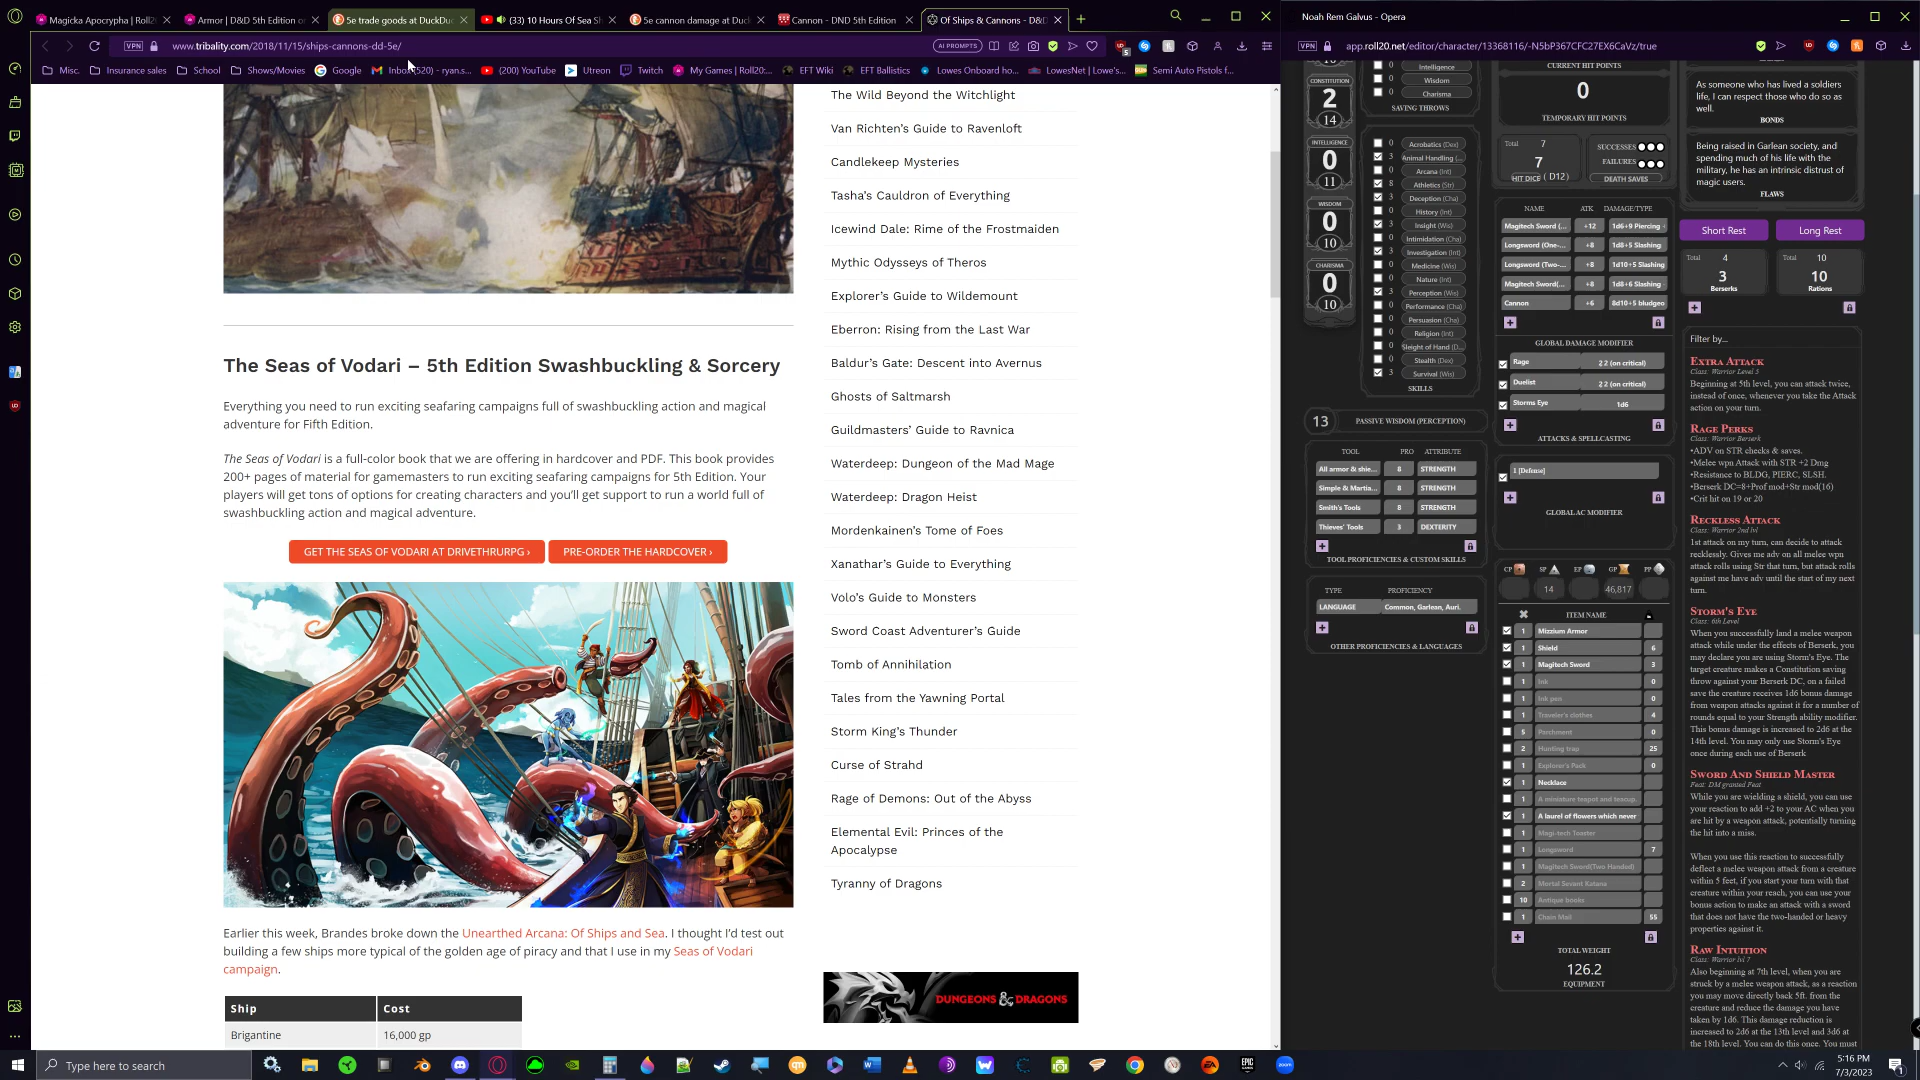 Magicka Apocrypha | Roll2
Armor | D&D 5th Edition on
5e trade goods at DuckDuc
(33) 10 Hours Of Sea Sh
5e cannon damage at Duc
Cannon - DND 5th Edition
Of Ships & Cannons - D&D
VPN
www.tribality.com/2018/11/15/ships-cannons-dd-5e/
AI PROMPTS
Misc.
Insurance sales
School
Shows/Movies
Google
Inbox (520) - ryan.s...
(200) YouTube
Utreon
Twitch
My Games | Roll20:...
EFT Wiki
EFT Ballistics
Lowes Onboard ho...
LowesNet | Lowe's...
Semi Auto Pistols f...
The Seas of Vodari – 5th Edition Swashbuckling & Sorcery
Everything you need to run exciting seafaring campaigns full of swashbuckling action and magical
adventure for Fifth Edition.
The Seas of Vodari is a full-color book that we are offering in hardcover and PDF. This book provides
200+ pages of material for gamemasters to run exciting seafaring campaigns for 5th Edition. Your
players will get tons of options for creating characters and you'll get support to run a world full of
swashbuckling action and magical adventure.
GET THE SEAS OF VODARI AT DRIVETHRURPG ›
PRE-ORDER THE HARDCOVER ›
Earlier this week, Brandes broke down the Unearthed Arcana: Of Ships and Sea. I thought I'd test out
building a few ships more typical of the golden age of piracy and that I use in my Seas of Vodari
campaign.
Ship Cost
Brigantine 16,000 gp
The Wild Beyond the Witchlight
Van Richten's Guide to Ravenloft
Candlekeep Mysteries
Tasha's Cauldron of Everything
Icewind Dale: Rime of the Frostmaiden
Mythic Odysseys of Theros
Explorer's Guide to Wildemount
Eberron: Rising from the Last War
Baldur's Gate: Descent into Avernus
Ghosts of Saltmarsh
Guildmasters' Guide to Ravnica
Waterdeep: Dungeon of the Mad Mage
Waterdeep: Dragon Heist
Mordenkainen's Tome of Foes
Xanathar's Guide to Everything
Volo's Guide to Monsters
Sword Coast Adventurer's Guide
Tomb of Annihilation
Tales from the Yawning Portal
Storm King's Thunder
Curse of Strahd
Rage of Demons: Out of the Abyss
Elemental Evil: Princes of the
Apocalypse
Tyranny of Dragons
DUNGEONS & DRAGONS
Noah Rem Galvus - Opera
VPN
app.roll20.net/editor/character/13368116/-N5bP367CFC27EX6CaVz/true
CONSTITUTION
2
14
INTELLIGENCE
0
11
WISDOM
0
10
CHARISMA
0
10
Intelligence
0 Wisdom
0 Charisma
SAVING THROWS
0 Acrobatics (Dex)
3 Animal Handling (...
0 Arcana (Int)
8 Athletics (Str)
3 Deception (Cha)
0 History (Int)
3 Insight (Wis)
0 Intimidation (Cha)
3 Investigation (Int)
0 Medicine (Wis)
0 Nature (Int)
3 Perception (Wis)
0 Performance (Cha)
0 Persuasion (Cha)
0 Religion (Int)
0 Sleight of Hand (D...
0 Stealth (Dex)
3 Survival (Wis)
SKILLS
13 PASSIVE WISDOM (PERCEPTION)
TOOL PRO ATTRIBUTE
All armor & shie... 8 STRENGTH
Simple & Martia... 8 STRENGTH
Smith's Tools 8 STRENGTH
Thieves' Tools 3 DEXTERITY
TOOL PROFICIENCIES & CUSTOM SKILLS
TYPE PROFICIENCY
LANGUAGE Common, Garlean, Auri.
OTHER PROFICIENCIES & LANGUAGES
CURRENT HIT POINTS
0
TEMPORARY HIT POINTS
Total 7
7
HIT DICE ( D12)
SUCCESSES
FAILURES
DEATH SAVES
NAME ATK DAMAGE/TYPE
Magitech Sword (... +12 1d6+9 Piercing +
Longsword (One-... +8 1d8+5 Slashing
Longsword (Two-... +8 1d10+5 Slashing
Magitech Sword(... +8 1d8+6 Slashing
Cannon +6 8d10+5 bludgeo
GLOBAL DAMAGE MODIFIER
Rage 2 2 (on critical)
Duelist 2 2 (on critical)
Storms Eye 1d6
ATTACKS & SPELLCASTING
1 [Defense]
GLOBAL AC MODIFIER
CP SP EP GP PP
14 46,817
ITEM NAME
1 Mizzium Armor
1 Shield 6
1 Magitech Sword 3
1 Ink 0
1 Ink pen 0
1 Traveler's clothes 4
5 Parchment 0
2 Hunting trap 25
1 Explorer's Pack 0
1 Necklace
1 A miniature teapot and teacup.
1 A laurel of flowers which never
1 Magi-tech Toaster
1 Longsword 7
1 Magitech Sword(Two Handed)
2 Mortal Savant Katana
10 Antique books
1 Chain Mail 55
TOTAL WEIGHT
126.2
EQUIPMENT
As someone who has lived a soldiers
life, I can respect those who do so as
well.
BONDS
Being raised in Garlean society, and
spending much of his life with the
military, he has an intrinsic distrust of
magic users.
FLAWS
Short Rest
Long Rest
Total 4
3
Berserks
Total 10
10
Rations
Filter by...
EXTRA ATTACK
Class: Warrior Level 5
Beginning at 5th level, you can attack twice,
instead of once, whenever you take the Attack
action on your turn.
RAGE PERKS
Class: Warrior Berserk
•ADV on STR checks & saves.
•Melee wpn Attack with STR +2 Dmg
•Resistance to BLDG, PIERC, SLSH.
•Berserk DC=8+Prof mod+Str mod(16)
•Crit hit on 19 or 20
RECKLESS ATTACK
Class: Warrior 2nd lvl
1st attack on my turn, can decide to attack
recklessly. Gives me adv on all melee wpn
attack rolls using Str that turn, but attack rolls
against me have adv until the start of my next
turn.
STORM'S EYE
Class: 6th Level
When you successfully land a melee weapon
attack while under the effects of Berserk, you
may declare you are using Storm's Eye. The
target creature makes a Constitution saving
throw against your Berserk DC, on a failed
save the creature receives 1d6 bonus damage
from weapon attacks against it for a number of
rounds equal to your Strength ability modifier.
This bonus damage is increased to 2d6 at the
14th level. You may only use Storm's Eye
once during each use of Berserk
SWORD AND SHIELD MASTER
Feat: DM granted Feat
While you are wielding a shield, you can use
your reaction to add +2 to your AC when you
are hit by a weapon attack, potentially turning
the hit into a miss.
When you use this reaction to successfully
deflect a melee weapon attack from a creature
within 5 feet, if you start your turn with that
creature within your reach, you can use your
bonus action to make an attack with a sword
that does not have the two-handed or heavy
properties against it.
RAW INTUITION
Class: Warrior lvl 7
Also beginning at 7th level, when you are
struck by a melee weapon attack, as a reaction
you may move directly back 5ft. from the
creature and reduce the damage you have
taken by 1d6. This damage reduction is
increased to 2d6 at the 13th level and 3d6 at
the 18th level. You can do this once. You must
Type here to search
5:16 PM
7/3/2023